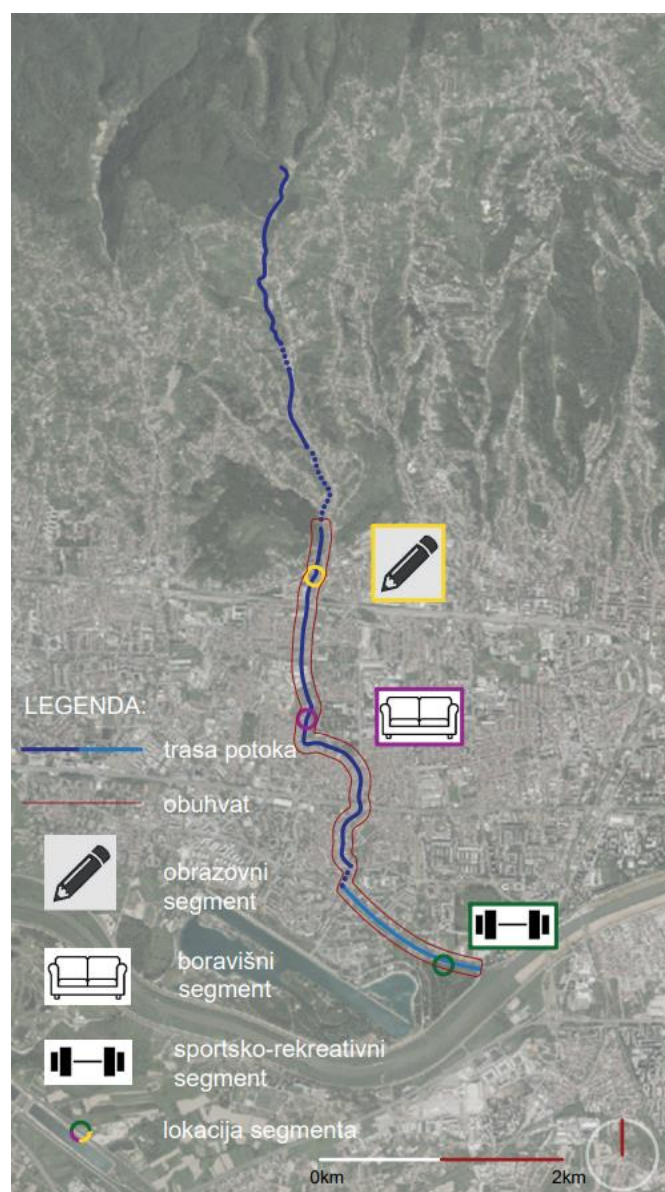 LEGENDA:
trasa potoka
obuhvat
obrazovni
segment
boravišni
segment
sportsko-rekreativni
segment
lokacija segmenta
0km
2km